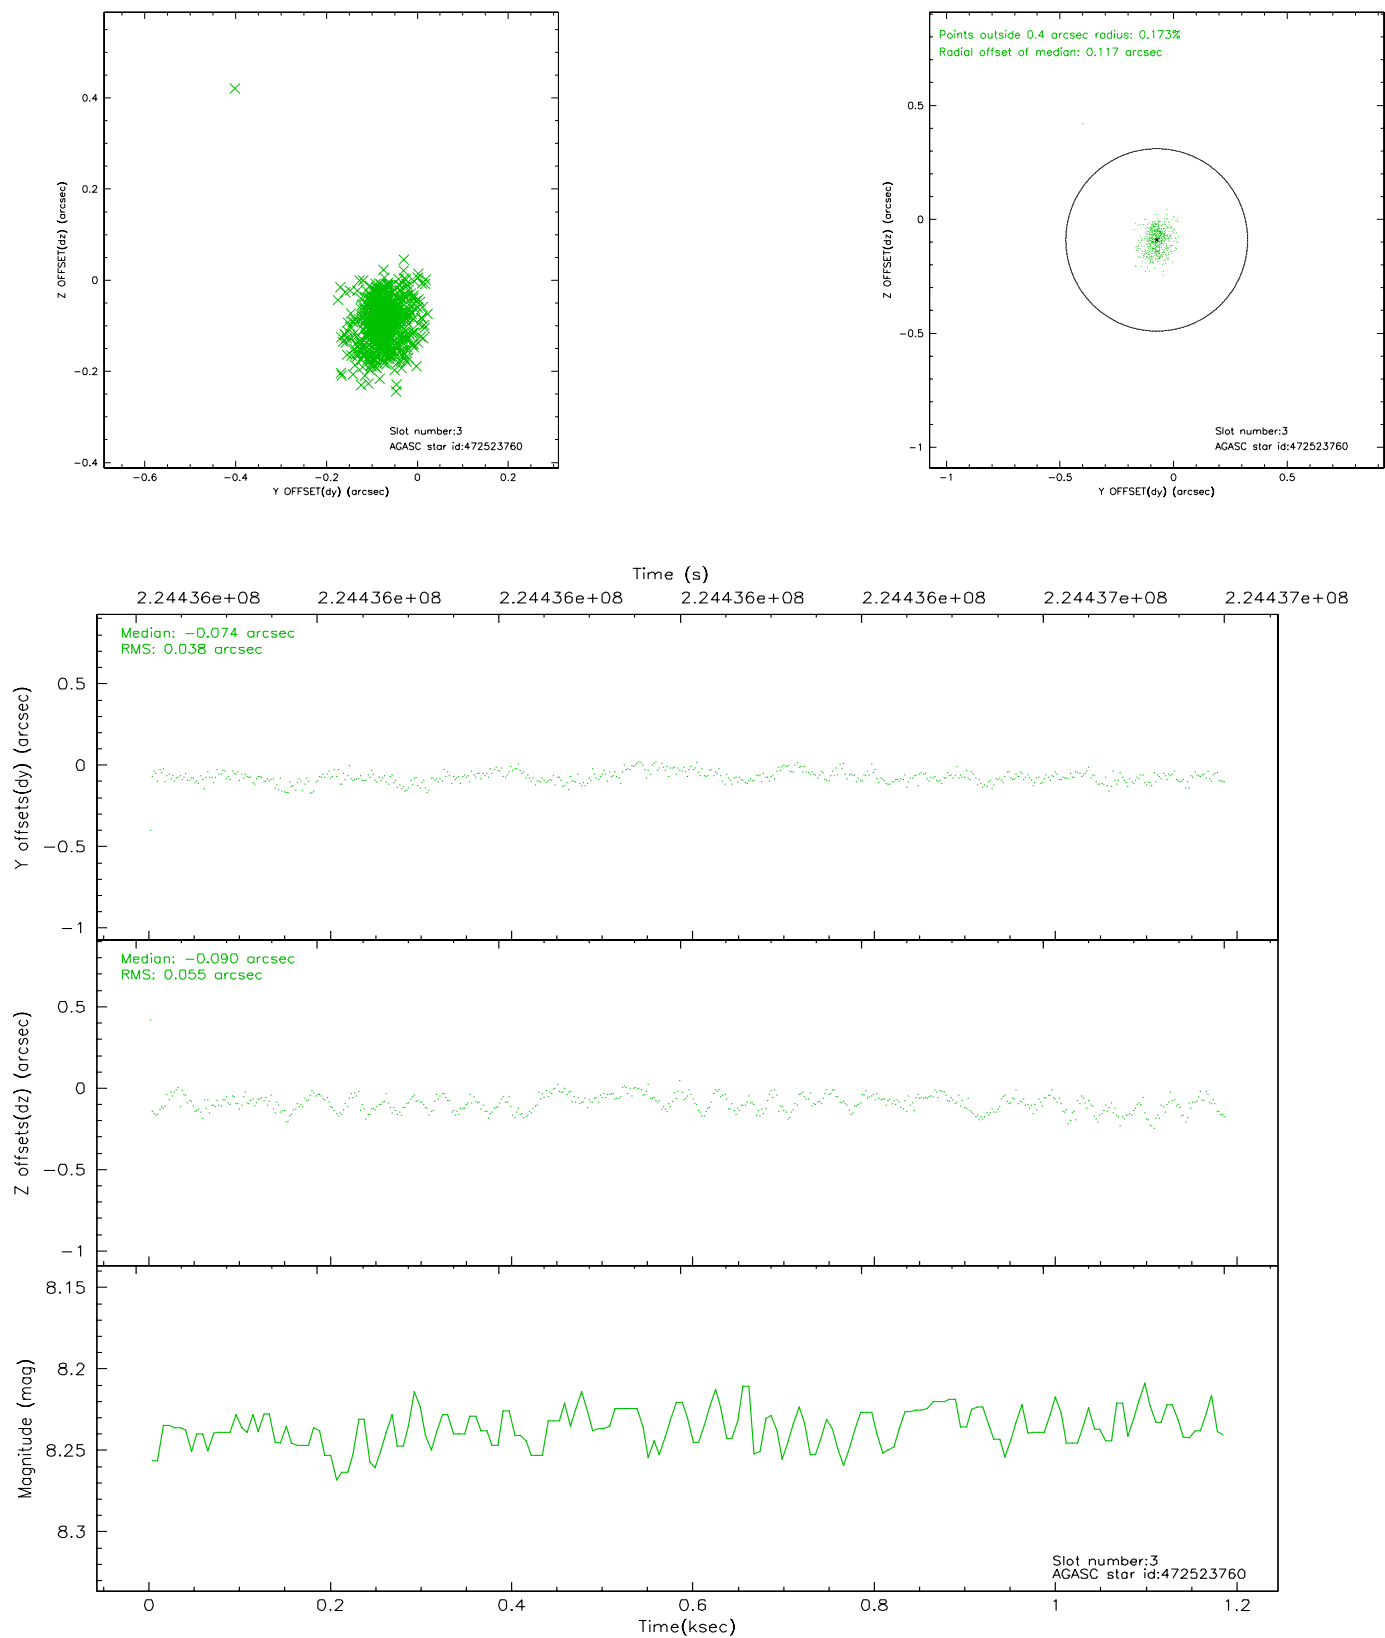 0.4
0.2
0
−0.2
−0.4
Z OFFSET(dz) (arcsec)
Slot number:3
AGASC star id:472523760
−0.6
−0.4
−0.2
0
0.2
Y OFFSET(dy) (arcsec)
Points outside 0.4 arcsec radius: 0.173%
Radial offset of median: 0.117 arcsec
0.5
0
−0.5
−1
Z OFFSET(dz) (arcsec)
Slot number:3
AGASC star id:472523760
−1
−0.5
0
0.5
Y OFFSET(dy) (arcsec)
Time (s)
2.24436e+08
2.24436e+08
2.24436e+08
2.24436e+08
2.24436e+08
2.24437e+08
2.24437e+08
Median: −0.074 arcsec
RMS: 0.038 arcsec
0.5
0
−0.5
−1
Y offsets(dy) (arcsec)
Median: −0.090 arcsec
RMS: 0.055 arcsec
0.5
0
−0.5
−1
Z offsets(dz) (arcsec)
8.15
8.2
8.25
8.3
Magnitude (mag)
Slot number:3
AGASC star id:472523760
0
0.2
0.4
0.6
0.8
1
1.2
Time(ksec)